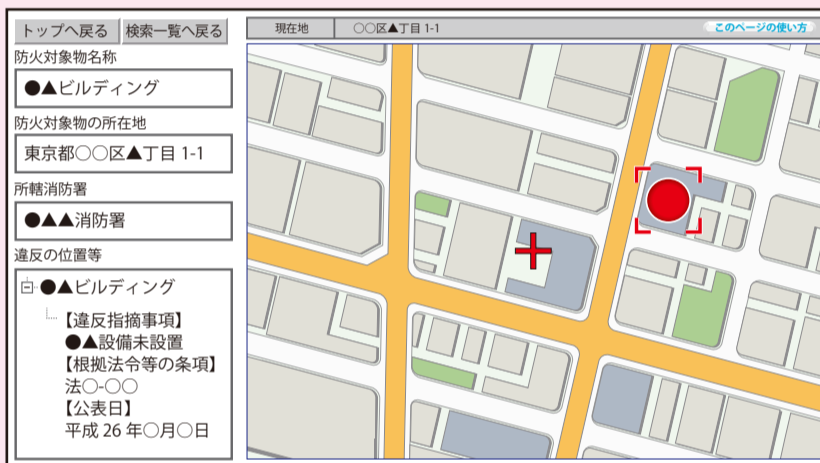 トップへ戻る 検索一覧へ戻る
防火対象物名称
●▲ビルディング
防火対象物の所在地
東京都○○区▲丁目 1-1
所轄消防署
●▲▲消防署
違反の位置等
●▲ビルディング
【違反指摘事項】
●▲設備未設置
【根拠法令等の条項】
法○-○○
【公表日】
平成 26 年○月○日
現在地 ○○区▲丁目 1-1 このページの使い方